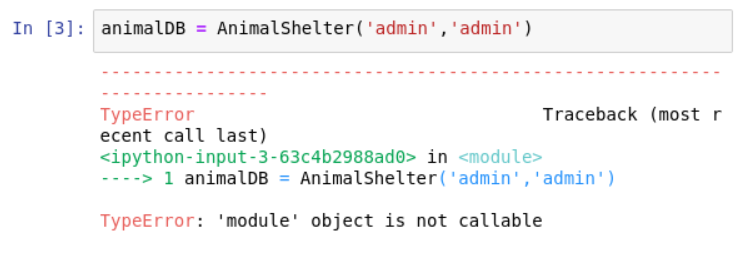 In [3]: animalDB = AnimalShelter('admin','admin')
-----------------------------------------------------------
----------------
TypeError                                 Traceback (most r
ecent call last)
<ipython-input-3-63c4b2988ad0> in <module>
----> 1 animalDB = AnimalShelter('admin','admin')
TypeError: 'module' object is not callable